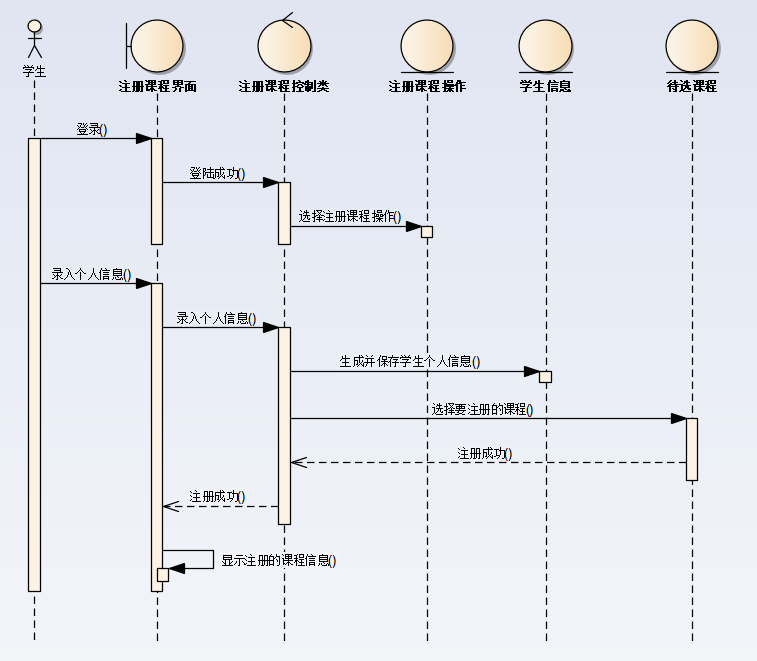 学生
注册课程界面
注册课程控制类
注册课程操作
学生信息
待选课程
登录()
登陆成功()
选择注册课程操作()
录入个人信息()
录入个人信息()
生成并保存学生个人信息()
选择要注册的课程()
注册成功()
注册成功()
显示注册的课程信息()